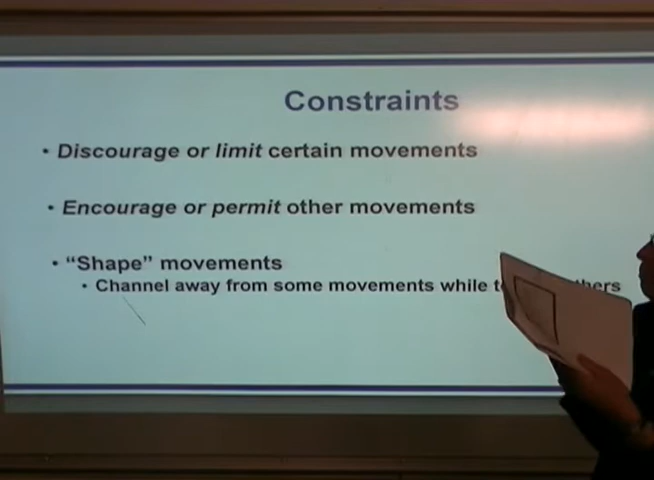 Constraints
• Discourage or limit certain movements
• Encourage or permit other movements
• “Shape” movements
• Channel away from some movements while